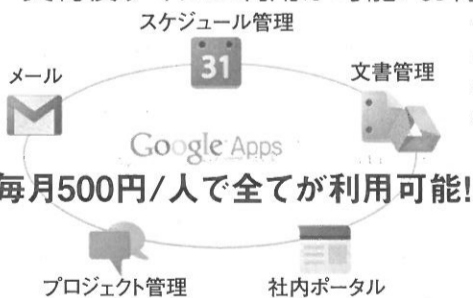 スケジュール管理
31
メール
文書管理
Google Apps
毎月500円/人で全てが利用可能!
プロジェクト管理
社内ポータル